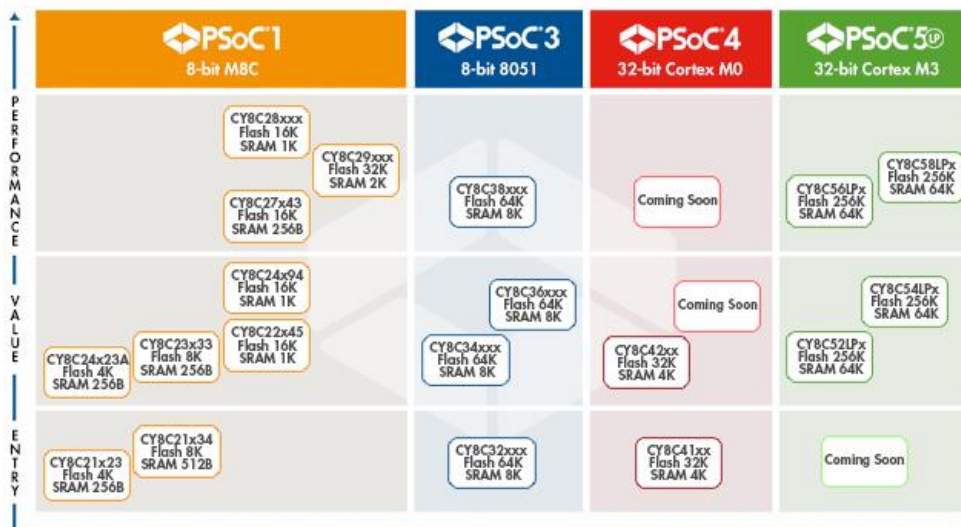 PSoC® 1
8-bit M8C
PSoC® 3
8-bit 8051
PSoC® 4
32-bit Cortex M0
PSoC® 5LP
32-bit Cortex M3
PERFORMANCE
CY8C28xxx
Flash 16K
SRAM 1K
CY8C29xxx
Flash 32K
SRAM 2K
CY8C27x43
Flash 16K
SRAM 256B
CY8C38xxx
Flash 64K
SRAM 8K
Coming Soon
CY8C58LPx
Flash 256K
SRAM 64K
CY8C56LPx
Flash 256K
SRAM 64K
VALUE
CY8C24x94
Flash 16K
SRAM 1K
CY8C22x45
Flash 16K
SRAM 1K
CY8C23x33
Flash 8K
SRAM 256B
CY8C24x23A
Flash 4K
SRAM 256B
CY8C36xxx
Flash 64K
SRAM 8K
CY8C34xxx
Flash 64K
SRAM 8K
Coming Soon
CY8C42xx
Flash 32K
SRAM 4K
CY8C54LPx
Flash 256K
SRAM 64K
CY8C52LPx
Flash 256K
SRAM 64K
ENTRY
CY8C21x34
Flash 8K
SRAM 512B
CY8C21x23
Flash 4K
SRAM 256B
CY8C32xxx
Flash 64K
SRAM 8K
CY8C41xx
Flash 32K
SRAM 4K
Coming Soon